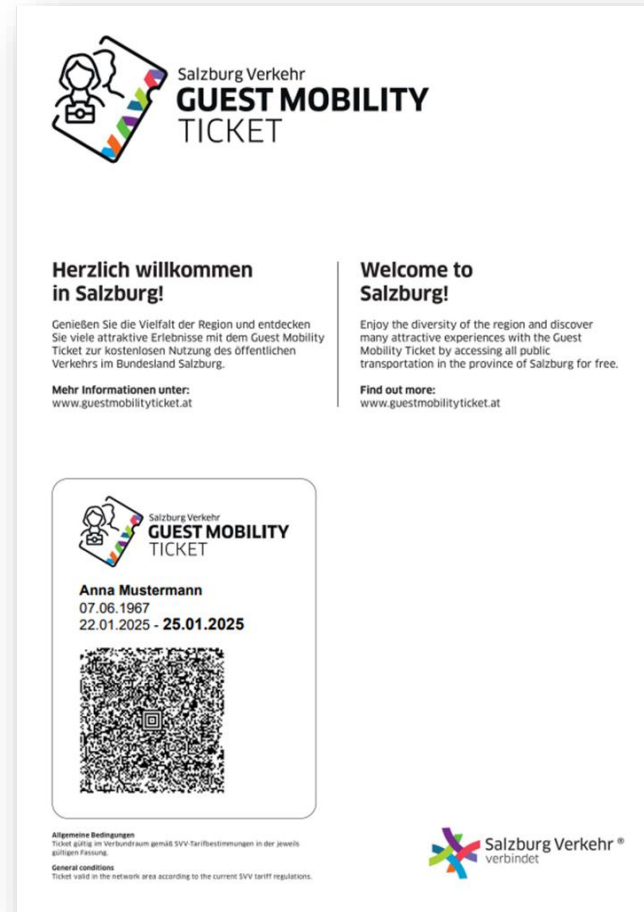 Salzburg Verkehr
GUEST MOBILITY
TICKET
Herzlich willkommen
in Salzburg!
Genießen Sie die Vielfalt der Region und entdecken
Sie viele attraktive Erlebnisse mit dem Guest Mobility
Ticket zur kostenlosen Nutzung des öffentlichen
Verkehrs im Bundesland Salzburg.
Mehr Informationen unter:
www.guestmobilityticket.at
Welcome to
Salzburg!
Enjoy the diversity of the region and discover
many attractive experiences with the Guest
Mobility Ticket by accessing all public
transportation in the province of Salzburg for free.
Find out more:
www.guestmobilityticket.at
Salzburg Verkehr
GUEST MOBILITY
TICKET
Anna Mustermann
07.06.1967
22.01.2025 - 25.01.2025
Allgemeine Bedingungen
Ticket gültig im Verbundraum gemäß SVV-Tarifbestimmungen in der jeweils
gültigen Fassung.
General conditions
Ticket valid in the network area according to the current SVV tariff regulations.
Salzburg Verkehr ®
verbindet